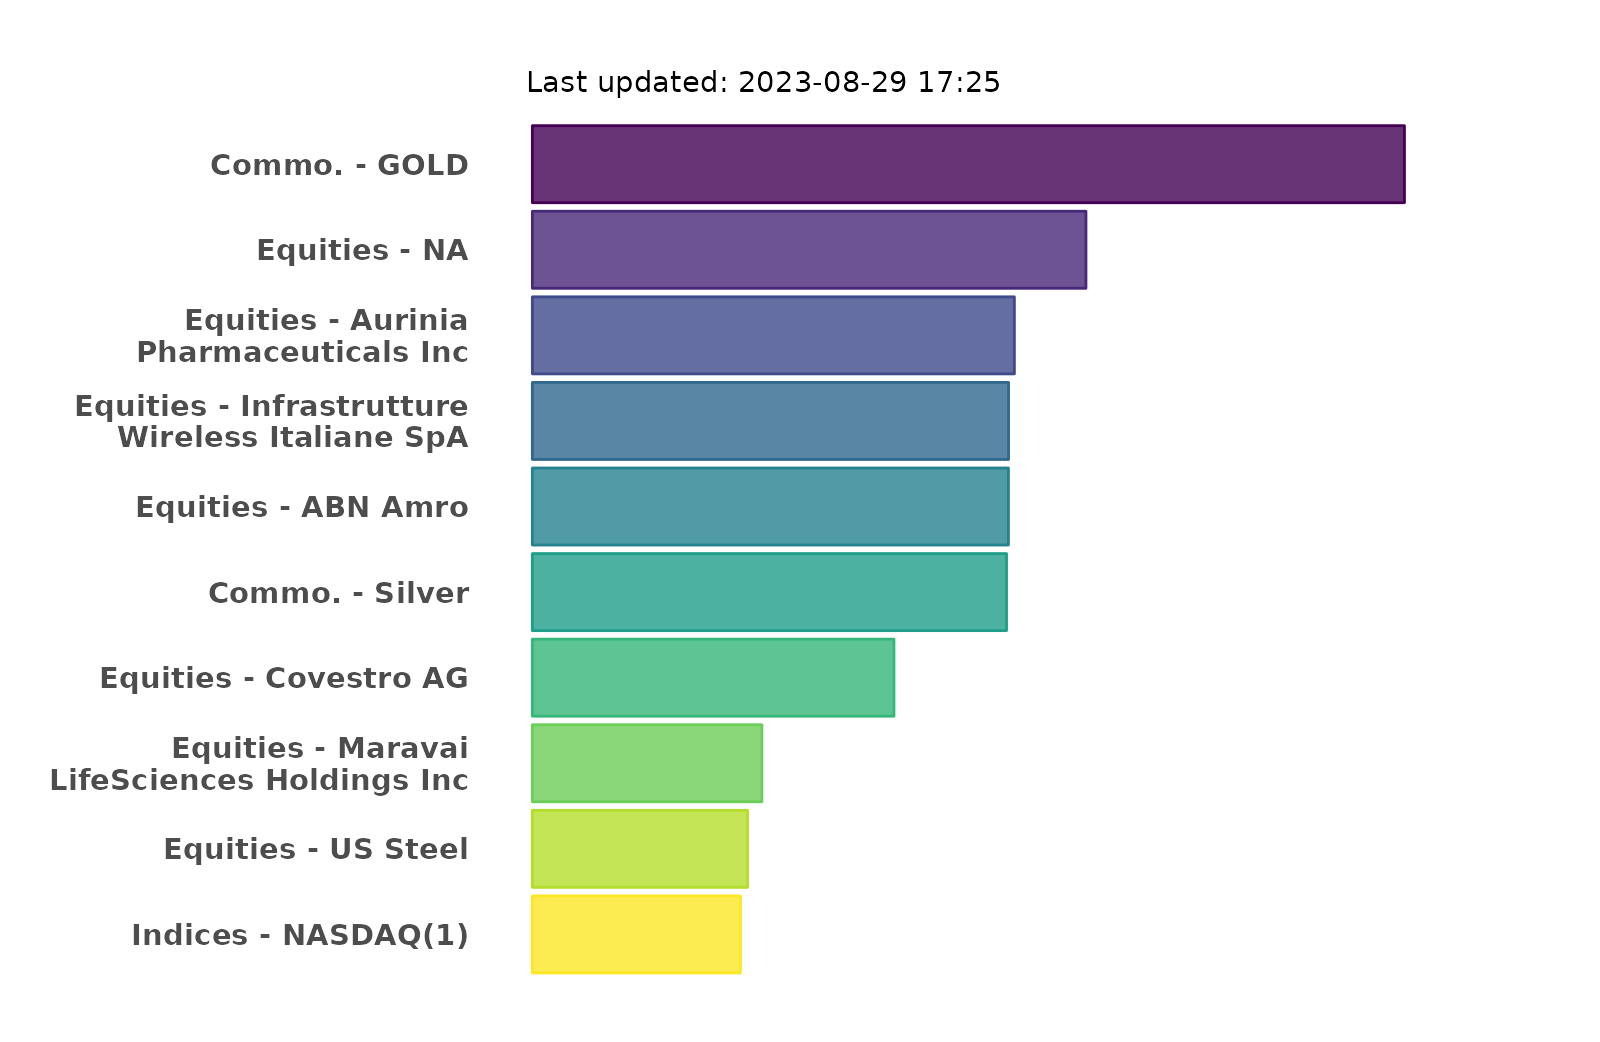 Last updated: 2023-08-29 17:25
Commo. - GOLD
Equities - NA
Equities - Aurinia
Pharmaceuticals Inc
Equities - Infrastrutture
Wireless Italiane SpA
Equities - ABN Amro
Commo. - Silver
Equities - Covestro AG
Equities - Maravai
LifeSciences Holdings Inc
Equities - US Steel
Indices - NASDAQ(1)